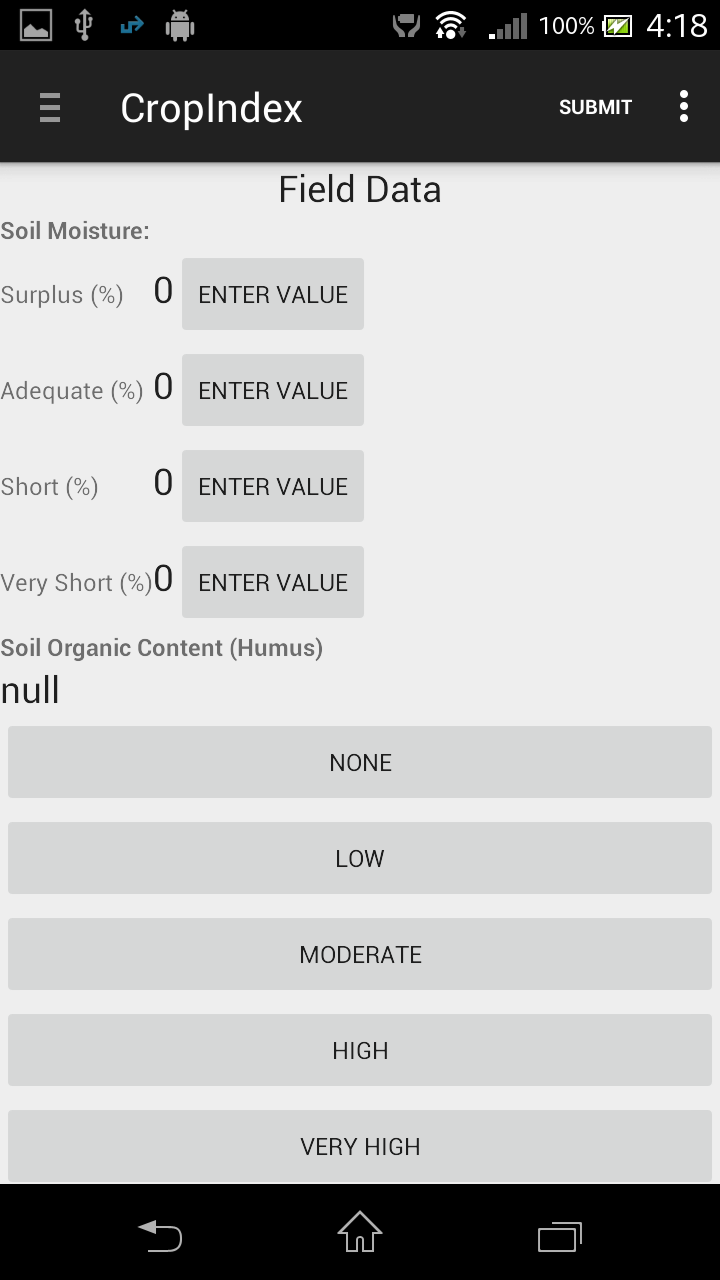 100% 4:18
CropIndex SUBMIT
Field Data
Soil Moisture:
Surplus (%) 0 ENTER VALUE
Adequate (%) 0 ENTER VALUE
Short (%) 0 ENTER VALUE
Very Short (%) 0 ENTER VALUE
Soil Organic Content (Humus)
null
NONE
LOW
MODERATE
HIGH
VERY HIGH